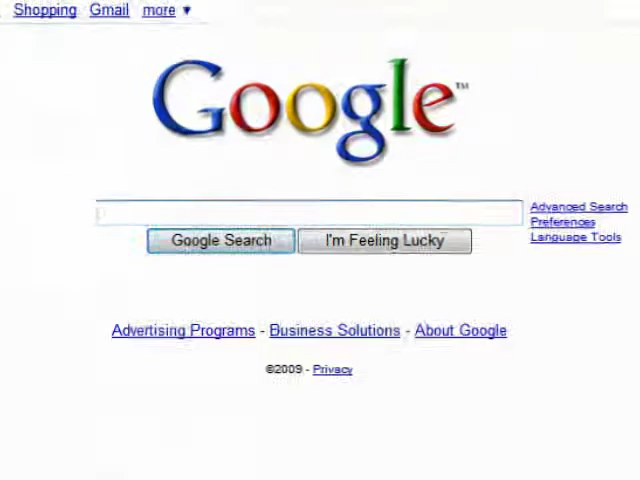 Shopping Gmail more ▼
Google™
Advanced Search
Preferences
Language Tools
Google Search I'm Feeling Lucky
Advertising Programs - Business Solutions - About Google
©2009 - Privacy